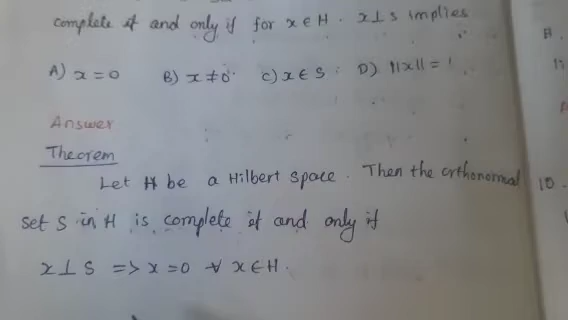 complete if and only if for x ∈ H. x ⊥ S implies
A) x = 0 B) x ≠ 0 C) x ∈ S D) ||x|| = 1
Answer
Theorem
Let H be a Hilbert space. Then the orthonormal
set S in H is complete if and only if
x ⊥ S => x = 0 ∀ x ∈ H.
10.